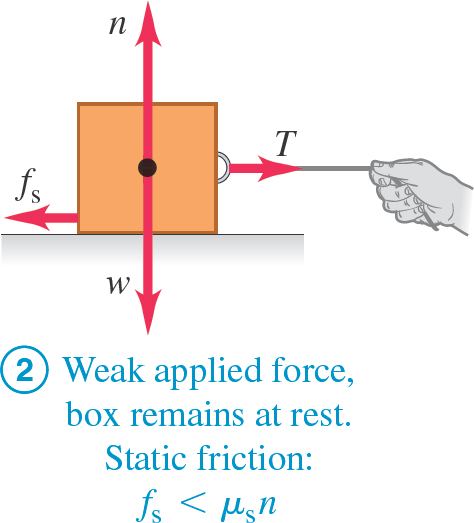 n
T
fₛ
w
2 Weak applied force,
box remains at rest.
Static friction:
fₛ < μₛn